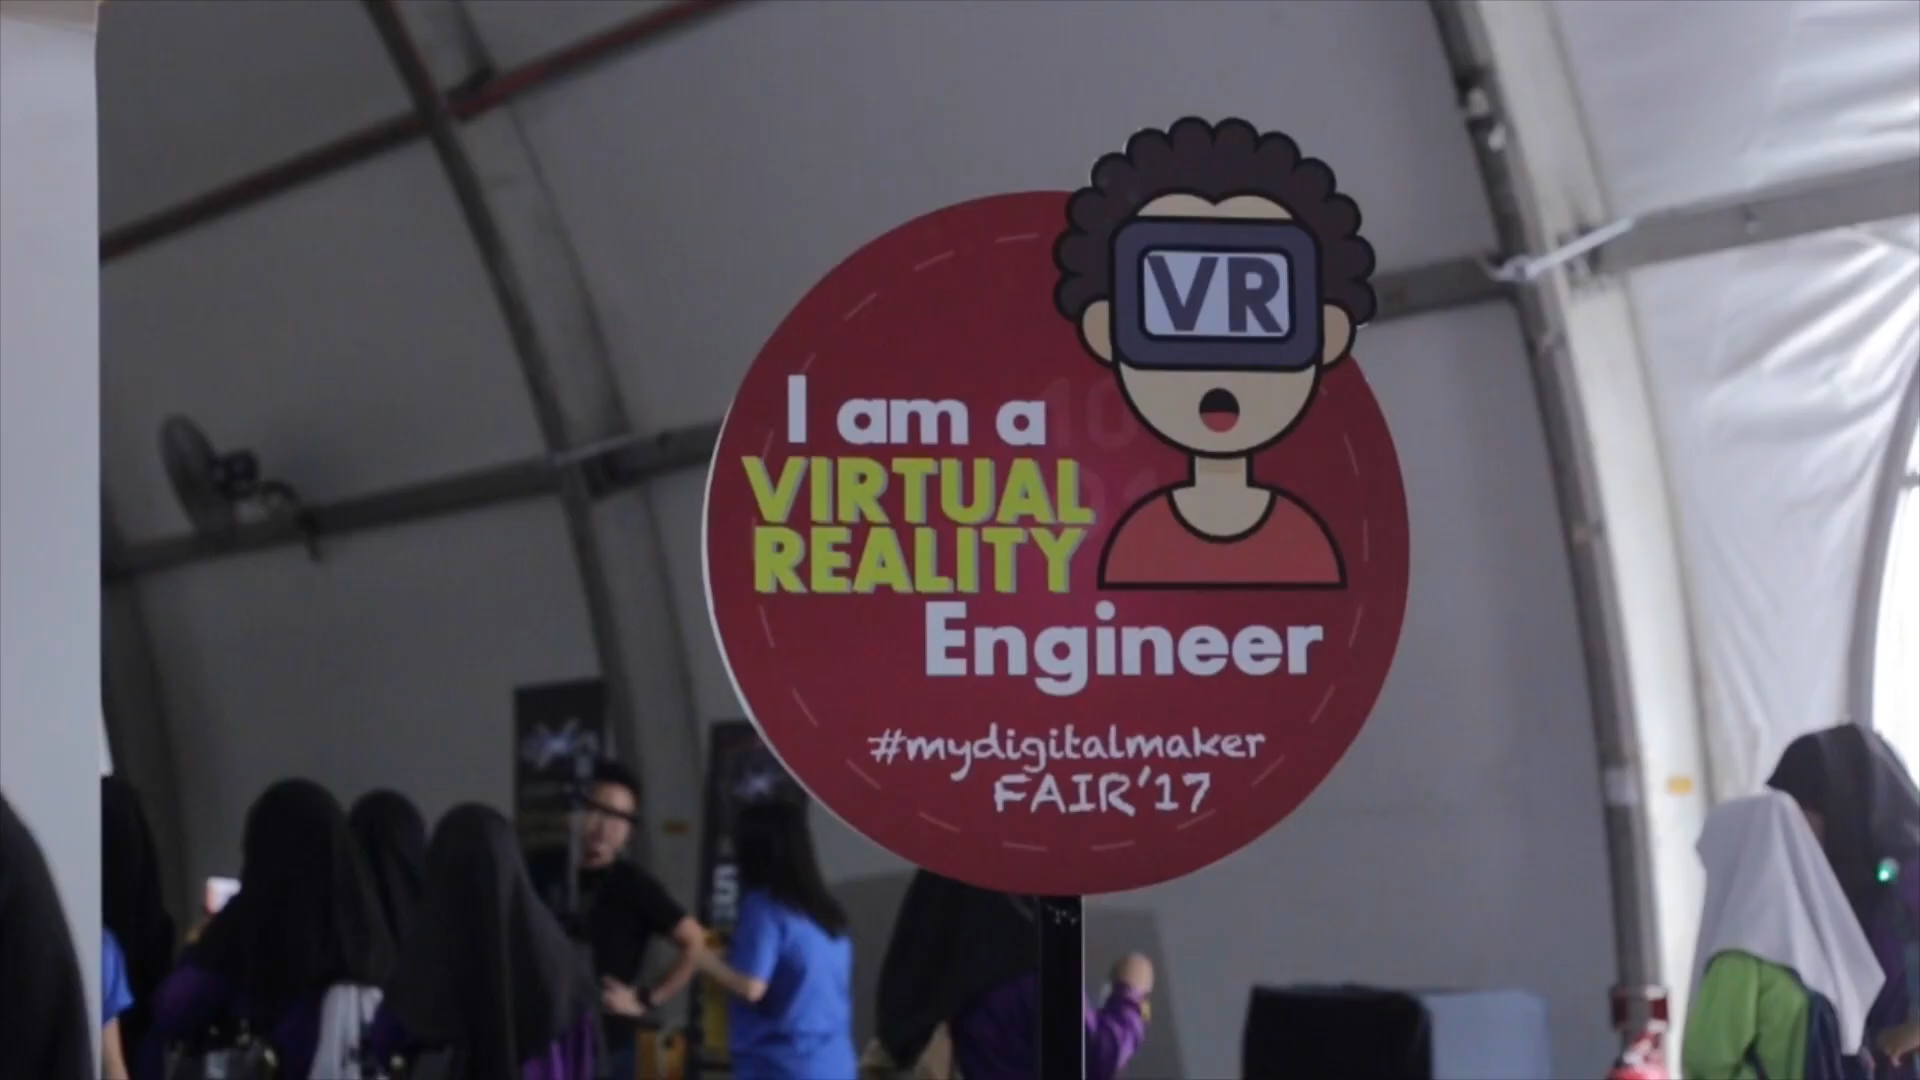 VR
I am a
VIRTUAL
REALITY
Engineer
#mydigitalmaker
FAIR'17